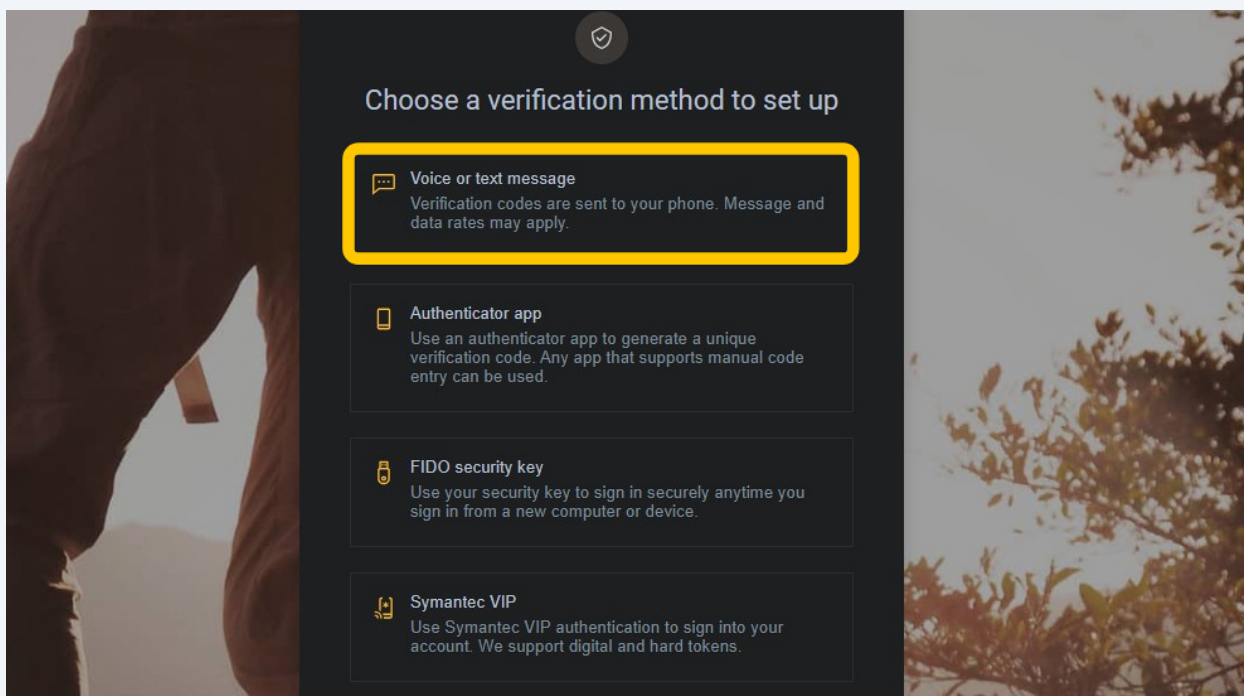 Choose a verification method to set up
Voice or text message
Verification codes are sent to your phone. Message and
data rates may apply.
Authenticator app
Use an authenticator app to generate a unique
verification code. Any app that supports manual code
entry can be used.
FIDO security key
Use your security key to sign in securely anytime you
sign in from a new computer or device.
Symantec VIP
Use Symantec VIP authentication to sign into your
account. We support digital and hard tokens.